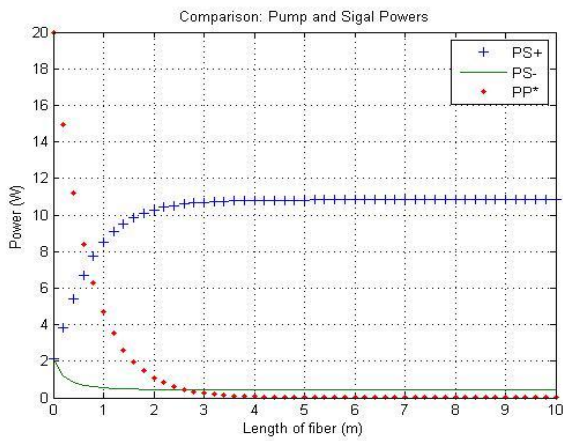 Comparison: Pump and Sigal Powers
20
18
16
14
12
10
8
6
4
2
0
Power (W)
PS+
PS-
PP*
0 1 2 3 4 5 6 7 8 9 10
Length of fiber (m)